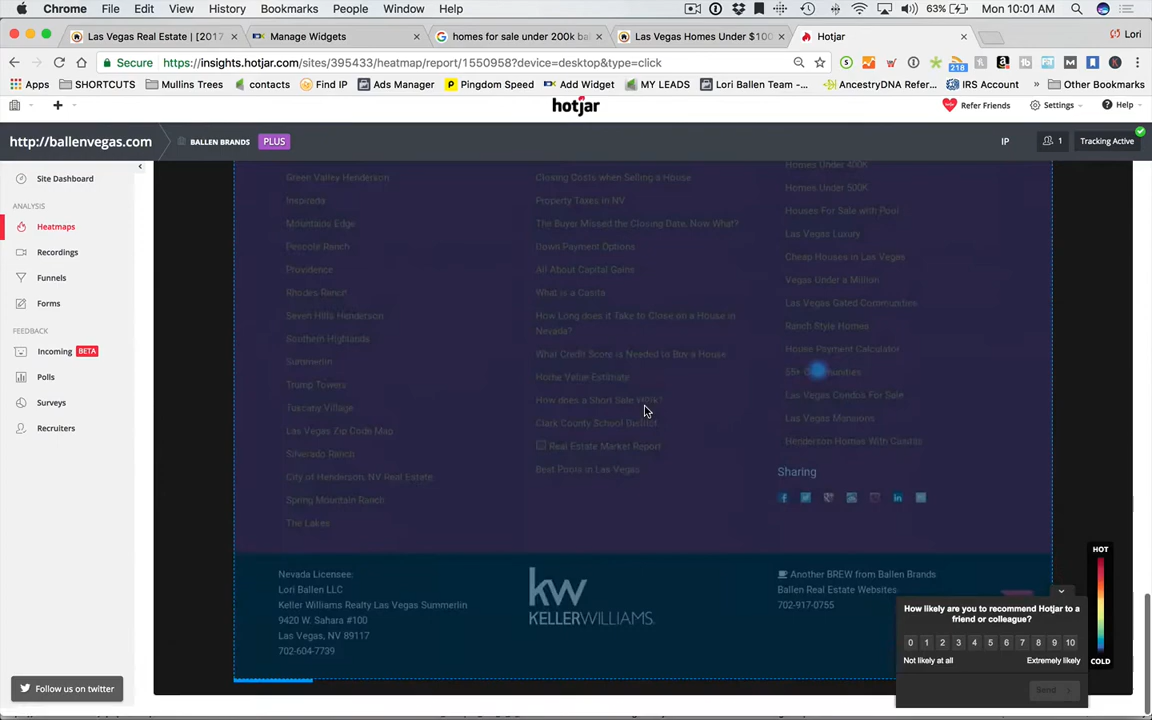 Chrome File Edit View History Bookmarks People Window Help 63% Mon 10:01 AM
Las Vegas Real Estate | [2017 Manage Widgets homes for sale under 200k ba Las Vegas Homes Under $100 Hotjar Lori
Secure https://insights.hotjar.com/sites/395433/heatmap/report/1550958?device=desktop&type=click 218
Apps SHORTCUTS Mullins Trees contacts Find IP Ads Manager Pingdom Speed Add Widget MY LEADS Lori Ballen Team -... AncestryDNA Refer... IRS Account » Other Bookmarks
hotjar Refer Friends Settings Help
http://ballenvegas.com BALLEN BRANDS PLUS IP 1 Tracking Active
Site Dashboard
ANALYSIS
Heatmaps
Recordings
Funnels
Forms
FEEDBACK
Incoming BETA
Polls
Surveys
Recruiters
Follow us on twitter
Green Valley Henderson
Inspirada
Mountains Edge
Peccole Ranch
Providence
Rhodes Ranch
Seven Hills Henderson
Southern Highlands
Summerlin
Trump Towers
Tuscany Village
Las Vegas Zip Code Map
Silverado Ranch
City of Henderson, NV Real Estate
Spring Mountain Ranch
The Lakes
Closing Costs when Selling a House
Property Taxes in NV
The Buyer Missed the Closing Date, Now What?
Down Payment Options
All About Capital Gains
What is a Casita
How Long does it Take to Close on a House in
Nevada?
What Credit Score is Needed to Buy a House
Home Value Estimate
How does a Short Sale Work?
Clark County School District
Real Estate Market Report
Best Pools in Las Vegas
Homes Under 400K
Homes Under 500K
Houses For Sale with Pool
Las Vegas Luxury
Cheap Houses in Las Vegas
Vegas Under a Million
Las Vegas Gated Communities
Ranch Style Homes
House Payment Calculator
55+ Communities
Las Vegas Condos For Sale
Las Vegas Mansions
Henderson Homes With Casitas
Sharing
Nevada Licensee:
Lori Ballen LLC
Keller Williams Realty Las Vegas Summerlin
9420 W. Sahara #100
Las Vegas, NV 89117
702-604-7739
kw
KELLERWILLIAMS.
Another BREW from Ballen Brands
Ballen Real Estate Websites
702-917-0755
HOT
COLD
How likely are you to recommend Hotjar to a
friend or colleague?
0 1 2 3 4 5 6 7 8 9 10
Not likely at all Extremely likely
Send